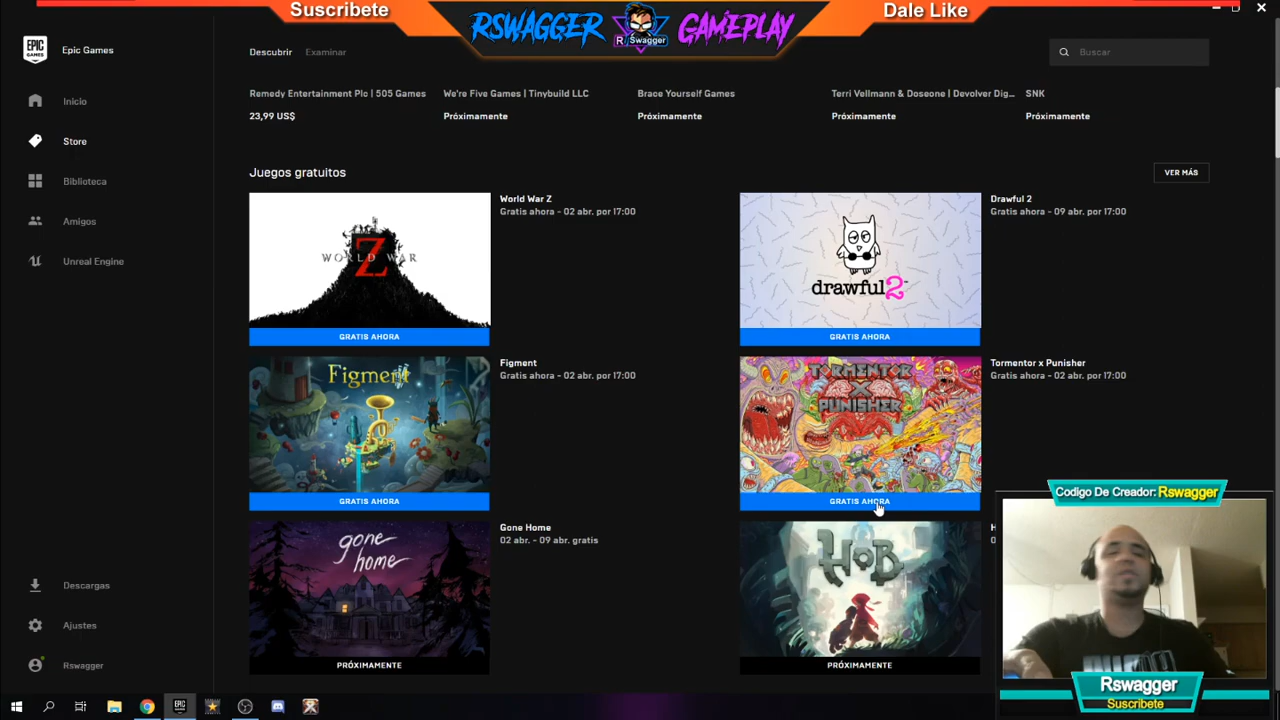 Suscribete
RSWAGGER
R Swagger
GAMEPLAY
Dale Like
EPIC
GAMES
Epic Games
Descubrir
Examinar
Buscar
Inicio
Store
Biblioteca
Amigos
Unreal Engine
Remedy Entertainment Plc | 505 Games
23,99 US$
We're Five Games | Tinybuild LLC
Próximamente
Brace Yourself Games
Próximamente
Terri Vellmann & Doseone | Devolver Dig...
Próximamente
SNK
Próximamente
Juegos gratuitos
VER MÁS
WORLD WAR
Z
GRATIS AHORA
World War Z
Gratis ahora - 02 abr. por 17:00
drawful 2
GRATIS AHORA
Drawful 2
Gratis ahora - 09 abr. por 17:00
Figment
GRATIS AHORA
Figment
Gratis ahora - 02 abr. por 17:00
TORMENTOR
X
PUNISHER
GRATIS AHORA
Tormentor x Punisher
Gratis ahora - 02 abr. por 17:00
gone
home
PRÓXIMAMENTE
Gone Home
02 abr. - 09 abr. gratis
HOB
PRÓXIMAMENTE
Descargas
Ajustes
Rswagger
Codigo De Creador: Rswagger
Rswagger
Suscribete
EPIC